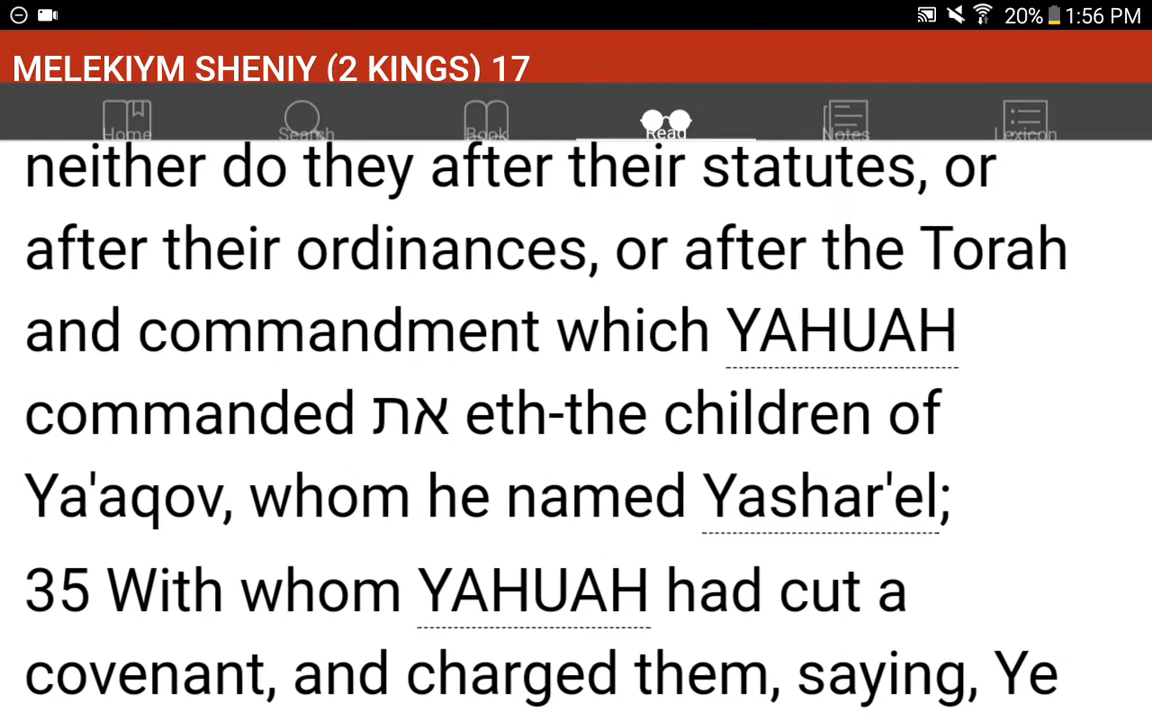 20% 1:56 PM
MELEKIYM SHENIY (2 KINGS) 17
Home Search Book Read Notes Lexicon
neither do they after their statutes, or
after their ordinances, or after the Torah
and commandment which YAHUAH
commanded את eth-the children of
Ya'aqov, whom he named Yashar'el;
35 With whom YAHUAH had cut a
covenant, and charged them, saying, Ye